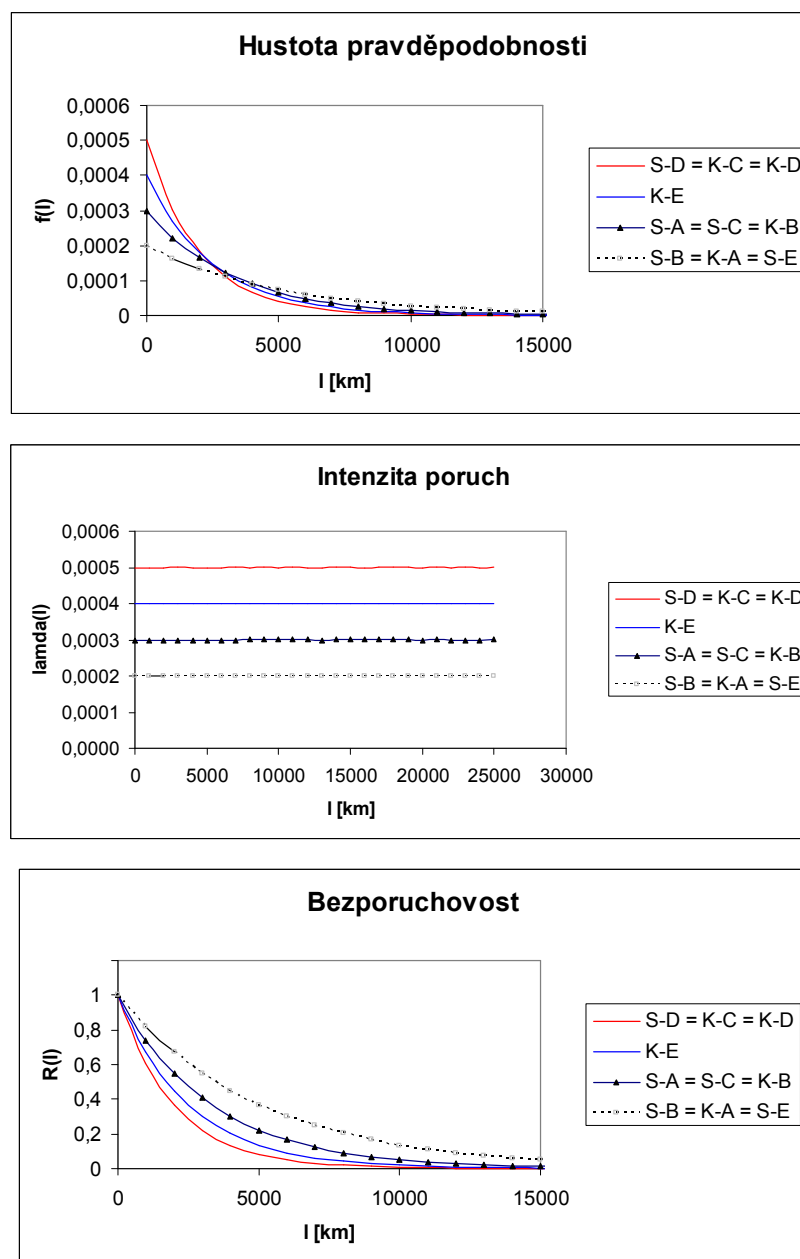 Hustota pravděpodobnosti
0,0006
0,0005
0,0004
0,0003
0,0002
0,0001
0
f(l)
0 5000 10000 15000
l [km]
S-D = K-C = K-D
K-E
S-A = S-C = K-B
S-B = K-A = S-E
Intenzita poruch
0,0006
0,0005
0,0004
0,0003
0,0002
0,0001
0,0000
lamda(l)
0 5000 10000 15000 20000 25000 30000
l [km]
S-D = K-C = K-D
K-E
S-A = S-C = K-B
S-B = K-A = S-E
Bezporuchovost
1
0,8
0,6
0,4
0,2
0
R(l)
0 5000 10000 15000
l [km]
S-D = K-C = K-D
K-E
S-A = S-C = K-B
S-B = K-A = S-E